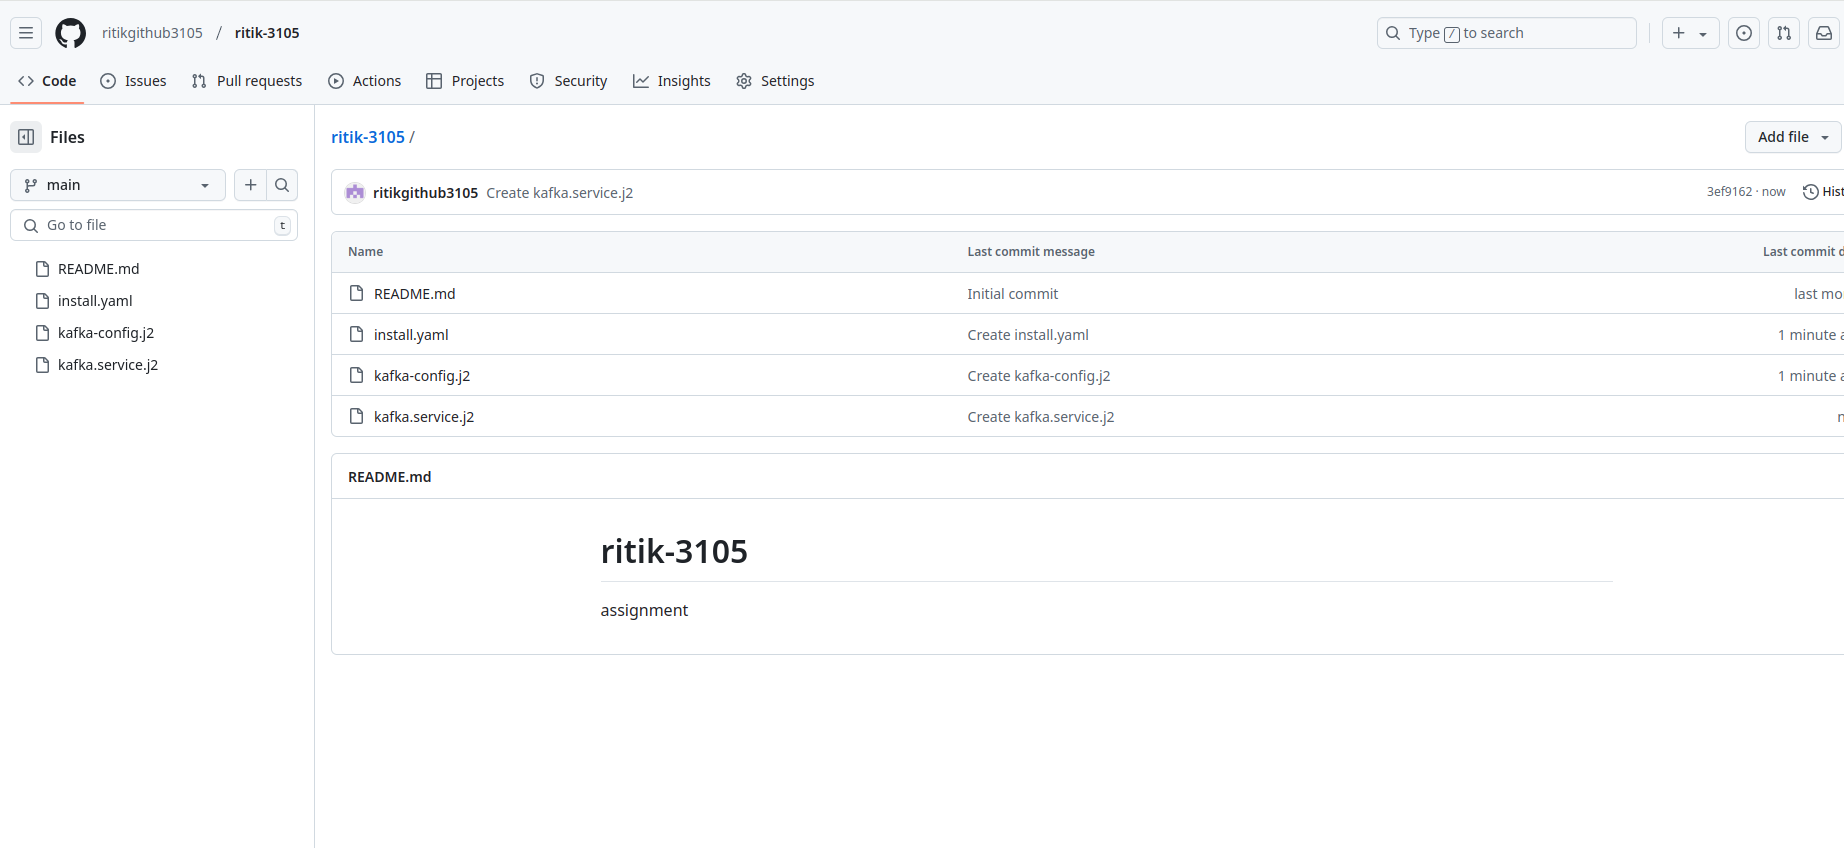 ritikgithub3105 / ritik-3105
Type / to search
Code Issues Pull requests Actions Projects Security Insights Settings
Files
main
Go to file t
README.md
install.yaml
kafka-config.j2
kafka.service.j2
ritik-3105 /
Add file
ritikgithub3105 Create kafka.service.j2 3ef9162 · now Hist
Name Last commit message Last commit d
README.md Initial commit last mo
install.yaml Create install.yaml 1 minute a
kafka-config.j2 Create kafka-config.j2 1 minute a
kafka.service.j2 Create kafka.service.j2
README.md
ritik-3105
assignment